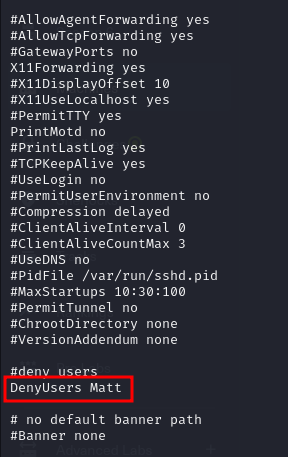 #AllowAgentForwarding yes
#AllowTcpForwarding yes
#GatewayPorts no
X11Forwarding yes
#X11DisplayOffset 10
#X11UseLocalhost yes
#PermitTTY yes
PrintMotd no
#PrintLastLog yes
#TCPKeepAlive yes
#UseLogin no
#PermitUserEnvironment no
#Compression delayed
#ClientAliveInterval 0
#ClientAliveCountMax 3
#UseDNS no
#PidFile /var/run/sshd.pid
#MaxStartups 10:30:100
#PermitTunnel no
#ChrootDirectory none
#VersionAddendum none
#deny users
DenyUsers Matt
# no default banner path
#Banner none